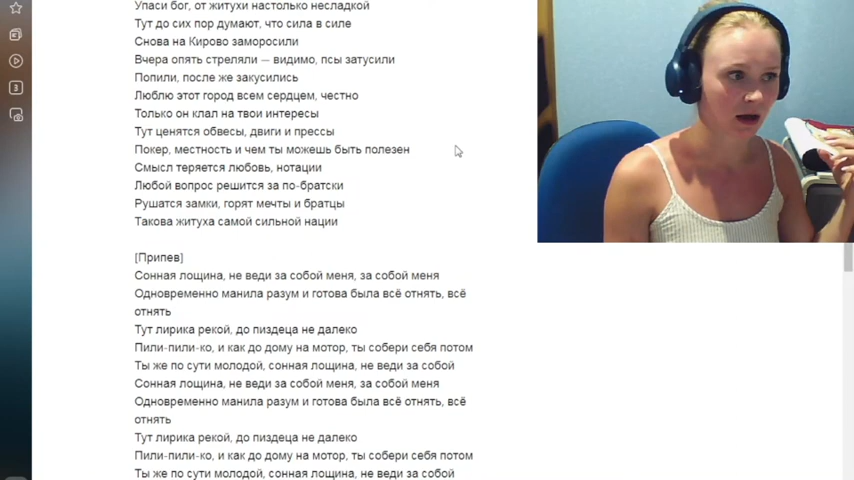 Упаси бог, от житухи настолько несладкой
Тут до сих пор думают, что сила в силе
Снова на Кирово заморосили
Вчера опять стреляли — видимо, псы затусили
Попили, после же закусились
Люблю этот город всем сердцем, честно
Только он клал на твои интересы
Тут ценятся обвесы, двиги и прессы
Покер, местность и чем ты можешь быть полезен
Смысл теряется любовь, нотации
Любой вопрос решится за по-братски
Рушатся замки, горят мечты и братцы
Такова житуха самой сильной нации
[Припев]
Сонная лощина, не веди за собой меня, за собой меня
Одновременно манила разум и готова была всё отнять, всё
отнять
Тут лирика рекой, до пиздеца не далеко
Пили-пили-ко, и как до дому на мотор, ты собери себя потом
Ты же по сути молодой, сонная лощина, не веди за собой
Сонная лощина, не веди за собой меня, за собой меня
Одновременно манила разум и готова была всё отнять, всё
отнять
Тут лирика рекой, до пиздеца не далеко
Пили-пили-ко, и как до дому на мотор, ты собери себя потом
Ты же по сути молодой, сонная лощина, не веди за собой
3